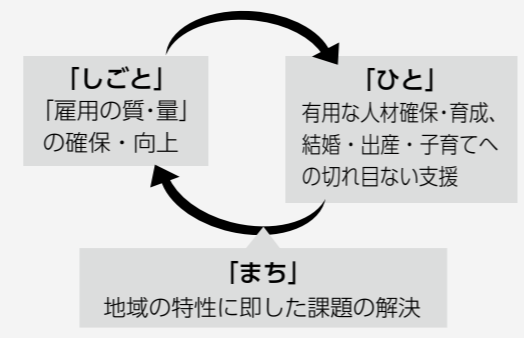 「しごと」
「雇用の質・量」
の確保・向上
「ひと」
有用な人材確保・育成、
結婚・出産・子育てへ
の切れ目ない支援
「まち」
地域の特性に即した課題の解決